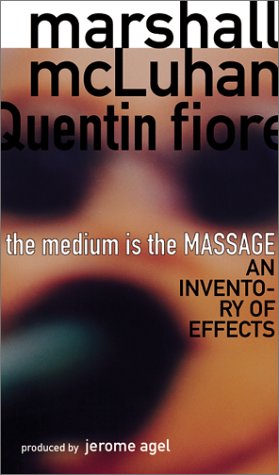 marshall
mcLuhan
Quentin fiore
the medium is the MASSAGE
AN
INVENTO-
RY OF
EFFECTS
produced by jerome agel